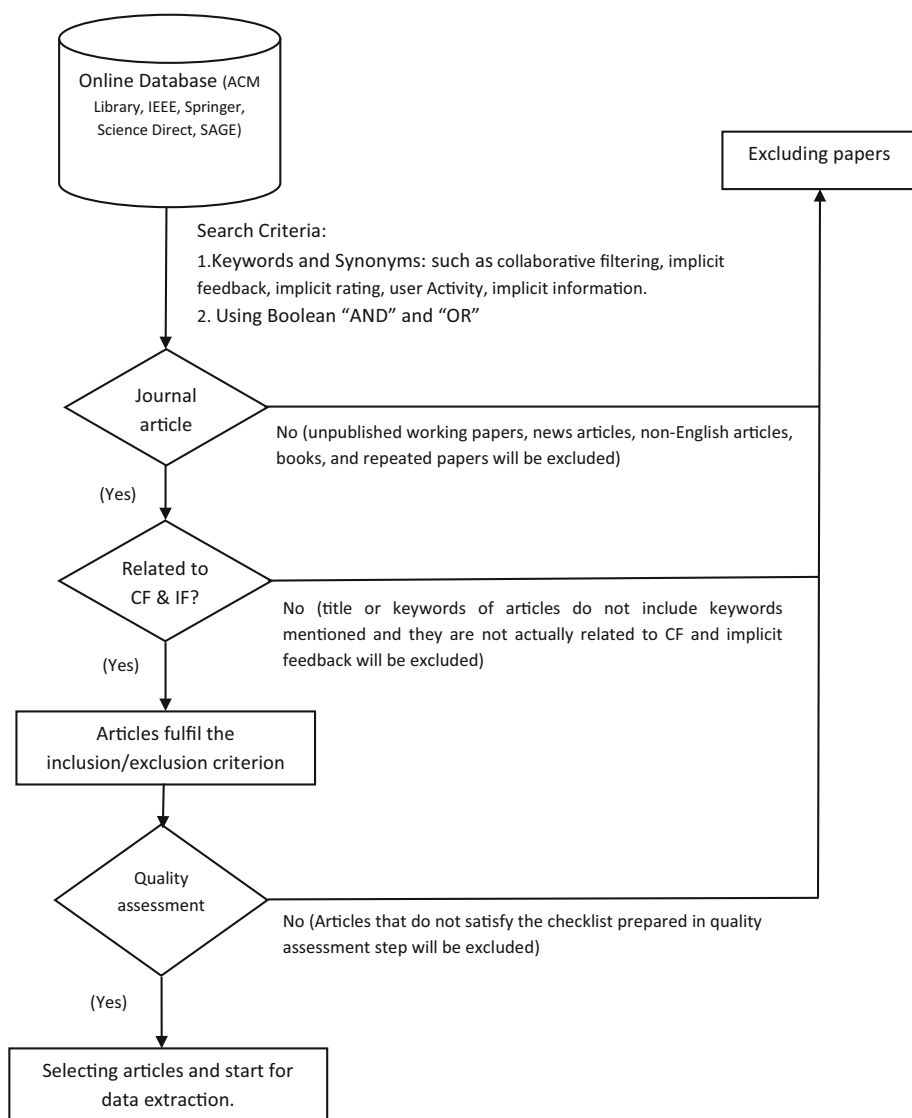 Online Database (ACM
Library, IEEE, Springer,
Science Direct, SAGE)
Excluding papers
Search Criteria:
1.Keywords and Synonyms: such as collaborative filtering, implicit
feedback, implicit rating, user Activity, implicit information.
2. Using Boolean “AND” and “OR”
Journal
article
No (unpublished working papers, news articles, non-English articles,
books, and repeated papers will be excluded)
(Yes)
Related to
CF & IF?
No (title or keywords of articles do not include keywords
mentioned and they are not actually related to CF and implicit
feedback will be excluded)
(Yes)
Articles fulfil the
inclusion/exclusion criterion
Quality
assessment
No (Articles that do not satisfy the checklist prepared in quality
assessment step will be excluded)
(Yes)
Selecting articles and start for
data extraction.